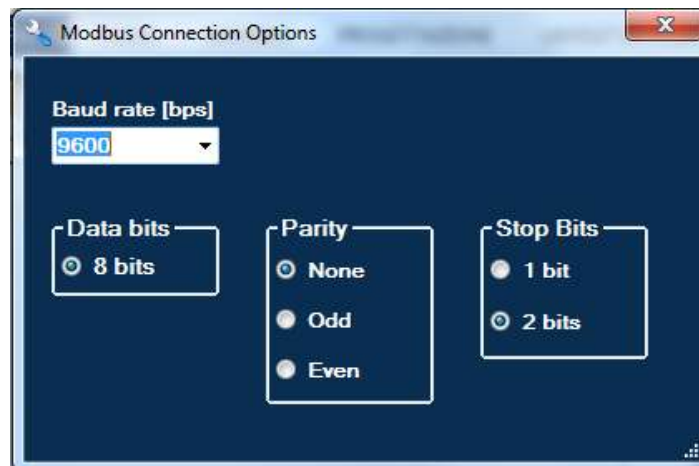 Modbus Connection Options
Baud rate [bps]
9600
Data bits
8 bits
Parity
None
Odd
Even
Stop Bits
1 bit
2 bits